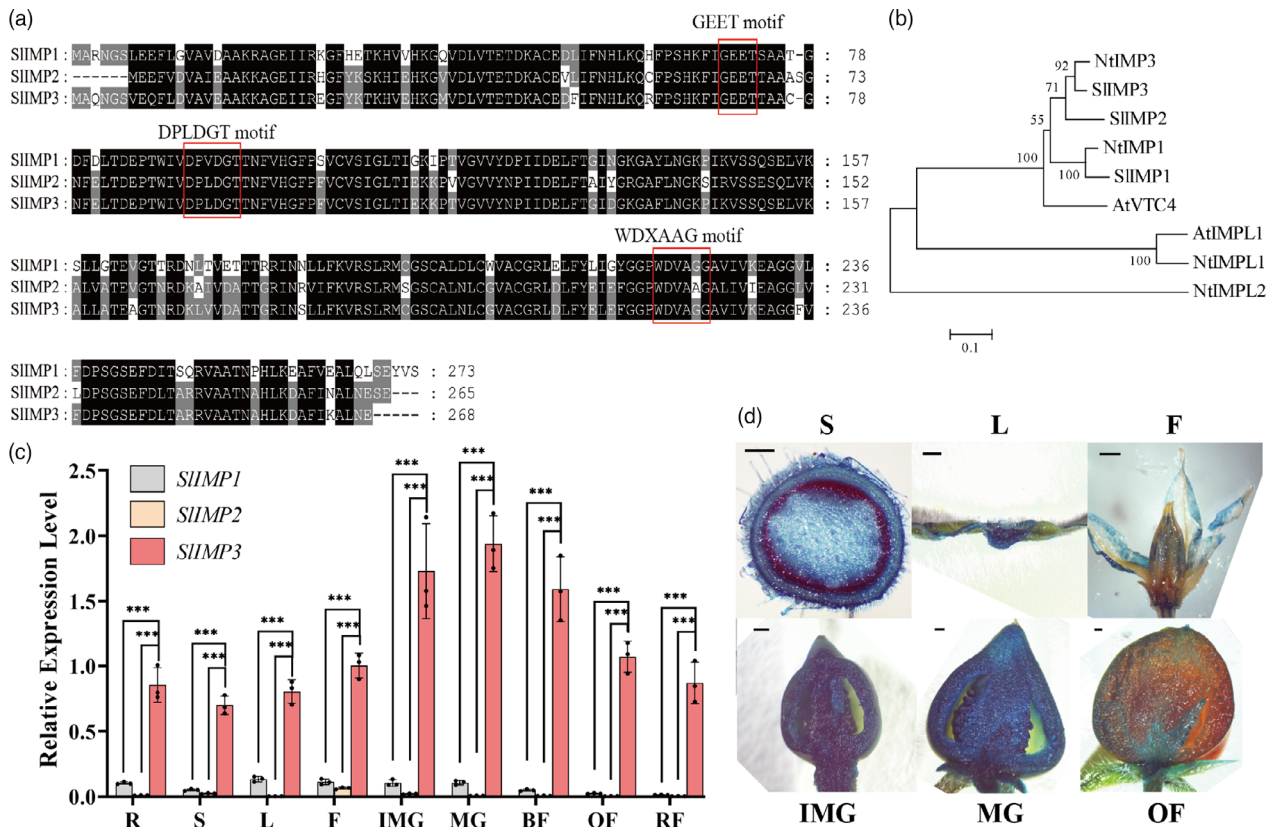 (a)
GEET motif
SlIMP1 : MARNGSLEEFLGVAVDAAKRAGEIIRKGFHETKHVVHKGQVDLVTETDKACEDLIFNHLKQHFPSHKFIGEETSAAT-G : 78
SlIMP2 : ------MEEFVDVAIEAAKRAGEIIRHGFYKSKHIEHKGVVDLVTETDKACEVLIFNHLKQCFPSHKFIGEETTAAASG : 73
SlIMP3 : MAQNGSVEQFLDVAVEAAKKAGEIIREGFYKTKHVEHKGMVDLVTETDKACEDFIFNHLKQRFPSHKFIGEETTAAC-G : 78
DPLDGT motif
SlIMP1 : DFDLTDEPTWIVDPVDGTTNFVHGFPSVCVSIGLTIGKIPTVGVVYDPIIDELFTGINGKGAYLNGKPIKVSSQSELVK : 157
SlIMP2 : NFELTDEPTWIVDPLDGTTNFVHGFPFVCVSIGLTIEKKPVVGVVYNPIIDELFTAIYGRGAFLNGKSIRVSSESQLVK : 152
SlIMP3 : NFELTDEPTWIVDPLDGTTNFVHGFPFVCVSIGLTIEKKPTVGVVYNPIIDELFTGIDGKGAFLNGKPIKVSSQSELVK : 157
WDXAAG motif
SlIMP1 : SLLGTEVGTTRDNLTVETTTRRINNLLFKVRSLRMCGSCALDLCWVACGRLELFYLIGYGGPWDVAGGAVIVKEAGGVL : 236
SlIMP2 : ALVATEVGTNRDKAIVDATTGRINRVIFKVRSLRMSGSCALNLCGVACGRLDLFYEIEFGGPWDVAAGALIVIEAGGLV : 231
SlIMP3 : ALLATEAGTNRDKLVVDATTGRINSLLFKVRSLRMCGSCALNLCGVACGRLDLFYELEFGGPWDVAGGAVIVKEAGGFV : 236
SlIMP1 : FDPSGSEFDITSQRVAATNPHLKEAFVEALQLSEYVS : 273
SlIMP2 : LDPSGSEFDLTARRVAATNAHLKDAFINALNESE--- : 265
SlIMP3 : FDPSGSEFDLTARRVAATNAHLKDAFIKALNE----- : 268
(b)
NtIMP3
92
SlIMP3
71
SlIMP2
55
NtIMP1
100
SlIMP1
100
AtVTC4
AtIMPL1
100
NtIMPL1
NtIMPL2
0.1
(c)
Relative Expression Level
2.5
2.0
1.5
1.0
0.5
0.0
SlIMP1
SlIMP2
SlIMP3
*** *** *** *** *** *** *** *** ***
*** *** *** *** *** *** *** *** ***
R S L F IMG MG BF OF RF
(d)
S L F
IMG MG OF